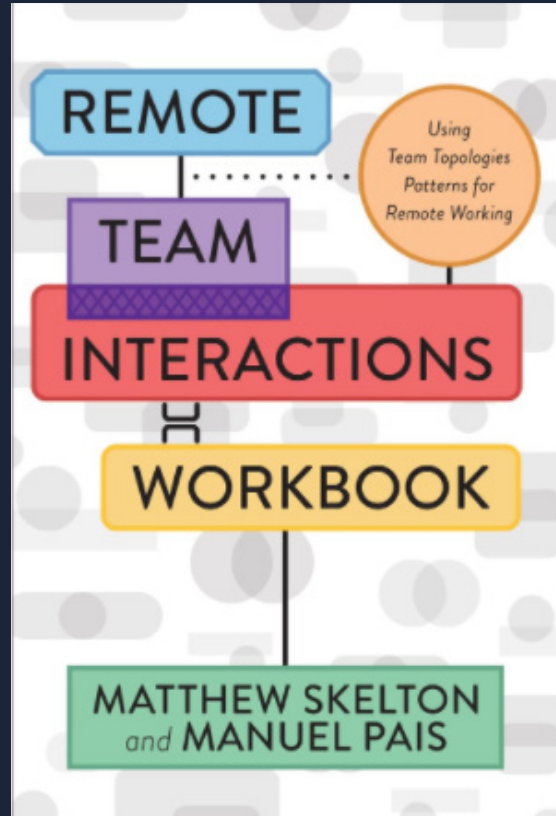 REMOTE
Using
Team Topologies
Patterns for
Remote Working
TEAM
INTERACTIONS
WORKBOOK
MATTHEW SKELTON
and MANUEL PAIS